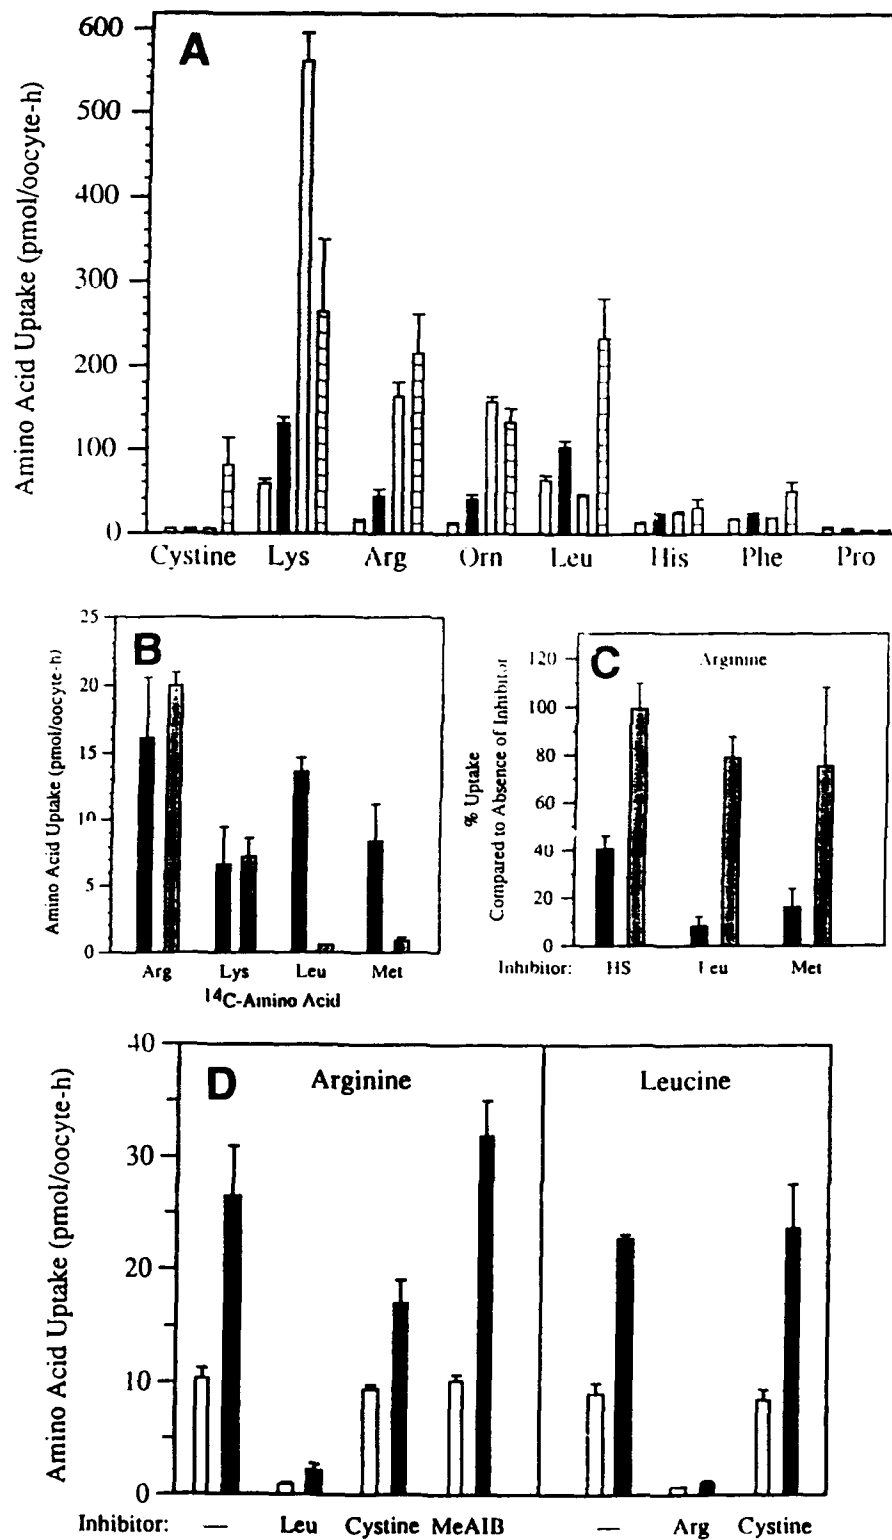 A
Amino Acid Uptake (pmol/oocyte-h)
600
500
400
300
200
100
0
Cystine Lys Arg Orn Leu His Phe Pro
B
Amino Acid Uptake (pmol/oocyte-h)
25
20
15
10
5
0
Arg Lys Leu Met
14C-Amino Acid
C
Arginine
% Uptake
Compared to Absence of Inhibitor
120
100
80
60
40
20
0
Inhibitor: HS Leu Met
D
Arginine Leucine
Amino Acid Uptake (pmol/oocyte-h)
40
30
20
10
0
Inhibitor: — Leu Cystine MeAIB — Arg Cystine